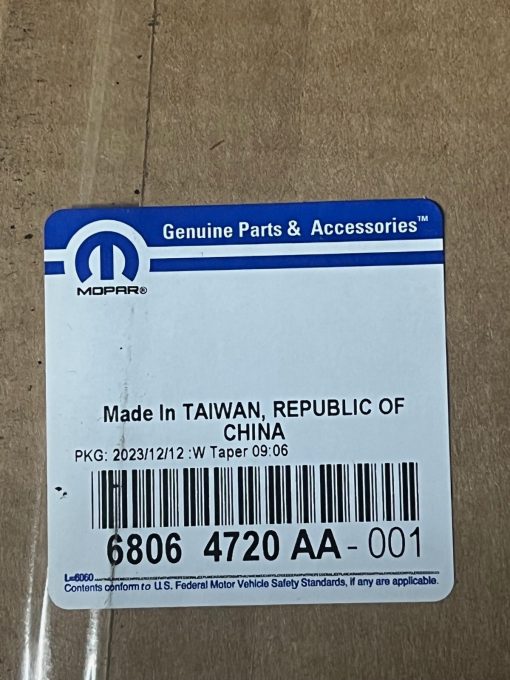 Genuine Parts & Accessories™
MOPAR®
Made In TAIWAN, REPUBLIC OF
CHINA
PKG: 2023/12/12 :W Taper 09:06
6806 4720 AA - 001
L=6060
Contents conform to U.S. Federal Motor Vehicle Safety Standards, if any are applicable.